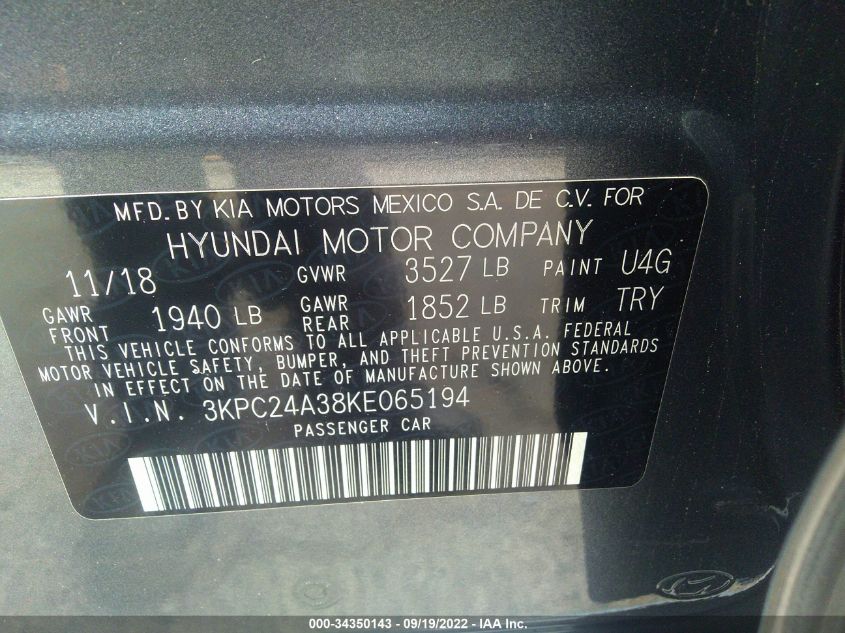 MFD. BY KIA MOTORS MEXICO S.A. DE C.V. FOR
HYUNDAI MOTOR COMPANY
11/18 GVWR 3527 LB PAINT U4G
GAWR FRONT 1940 LB GAWR REAR 1852 LB TRIM TRY
THIS VEHICLE CONFORMS TO ALL APPLICABLE U.S.A. FEDERAL
MOTOR VEHICLE SAFETY, BUMPER, AND THEFT PREVENTION STANDARDS
IN EFFECT ON THE DATE OF MANUFACTURE SHOWN ABOVE.
V.I.N. 3KPC24A38KE065194
PASSENGER CAR
000-34350143 - 09/19/2022 - IAA Inc.